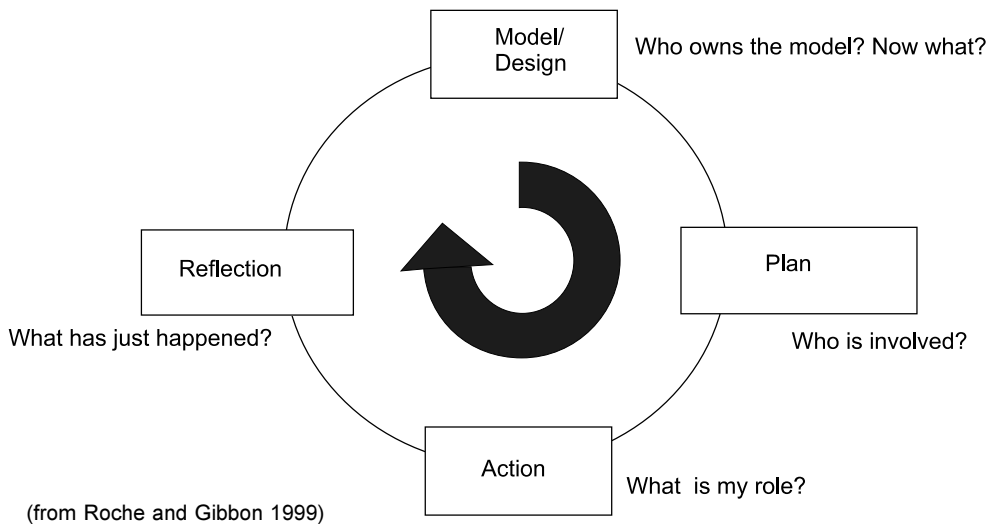 Model/
Design
Who owns the model? Now what?
Reflection
Plan
What has just happened?
Who is involved?
Action
What is my role?
(from Roche and Gibbon 1999)